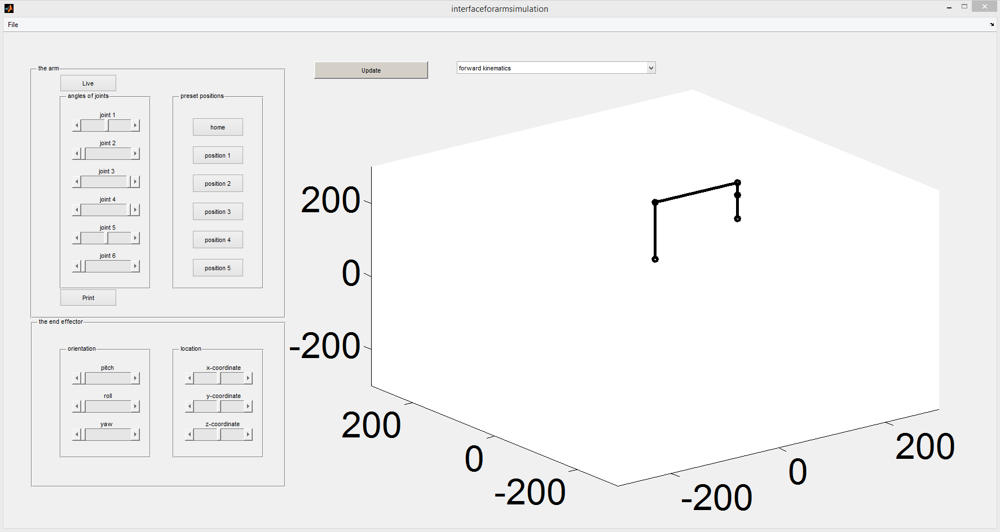 interfaceforarmsimulation
File
the arm
Live
angles of joints
joint 1
joint 2
joint 3
joint 4
joint 5
joint 6
Print
preset positions
home
position 1
position 2
position 3
position 4
position 5
the end effector
orientation
pitch
roll
yaw
location
x-coordinate
y-coordinate
z-coordinate
Update
forward kinematics
200
0
-200
200
0
-200
-200
0
200